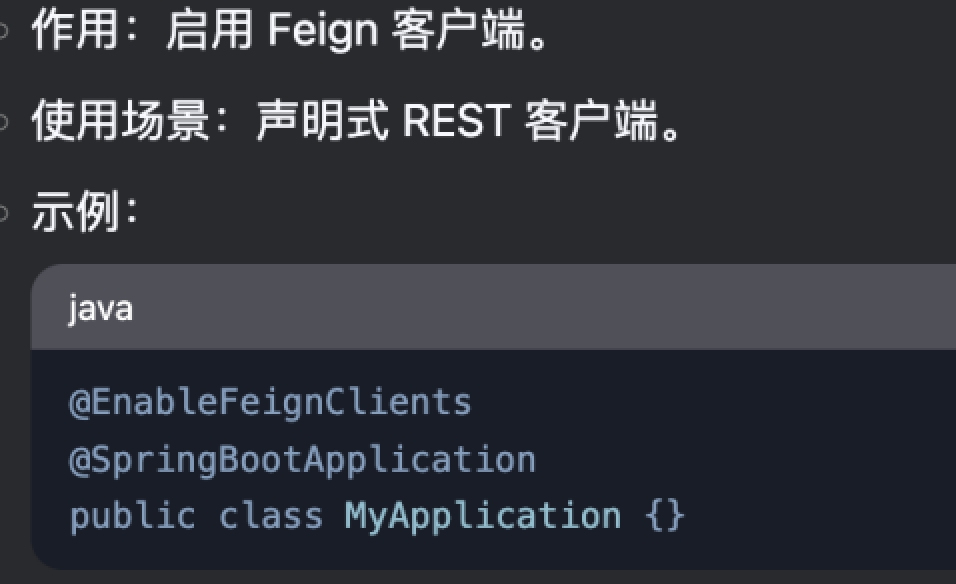 作用：启用 Feign 客户端。
使用场景：声明式 REST 客户端。
示例：
java
@EnableFeignClients
@SpringBootApplication
public class MyApplication {}